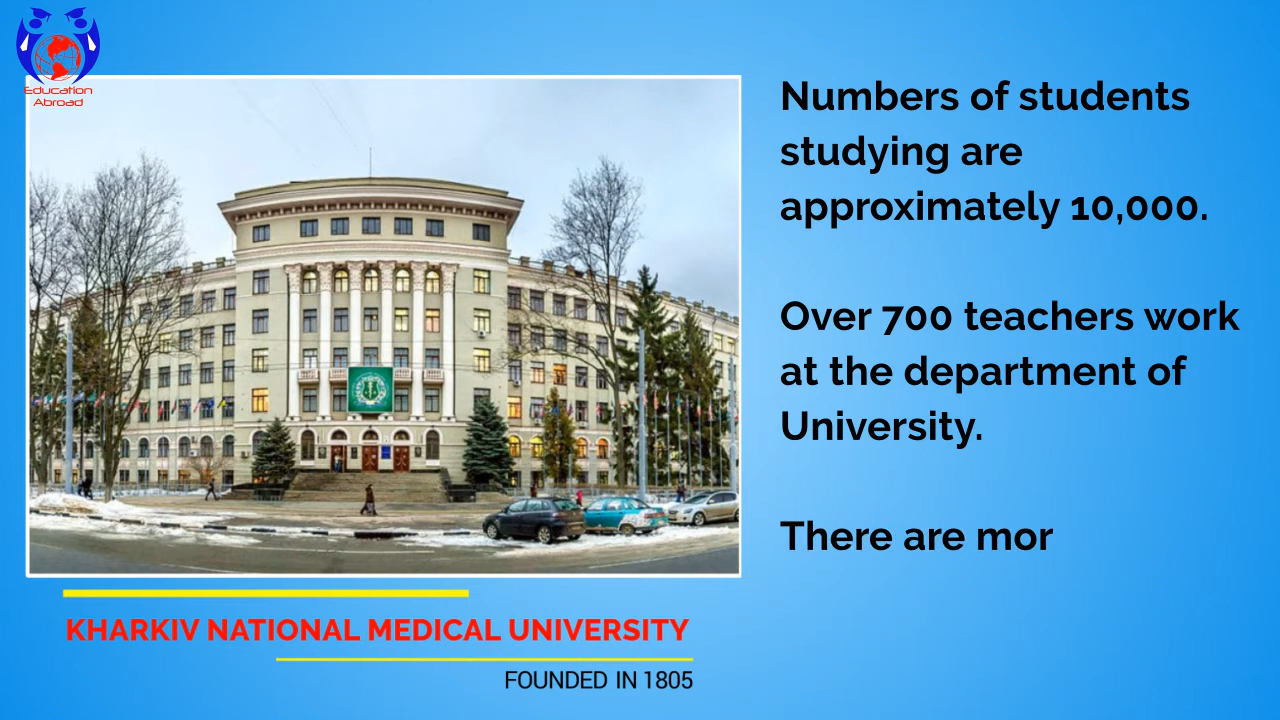 Education
Abroad
Numbers of students
studying are
approximately 10,000.
Over 700 teachers work
at the department of
University.
There are mor
KHARKIV NATIONAL MEDICAL UNIVERSITY
FOUNDED IN 1805